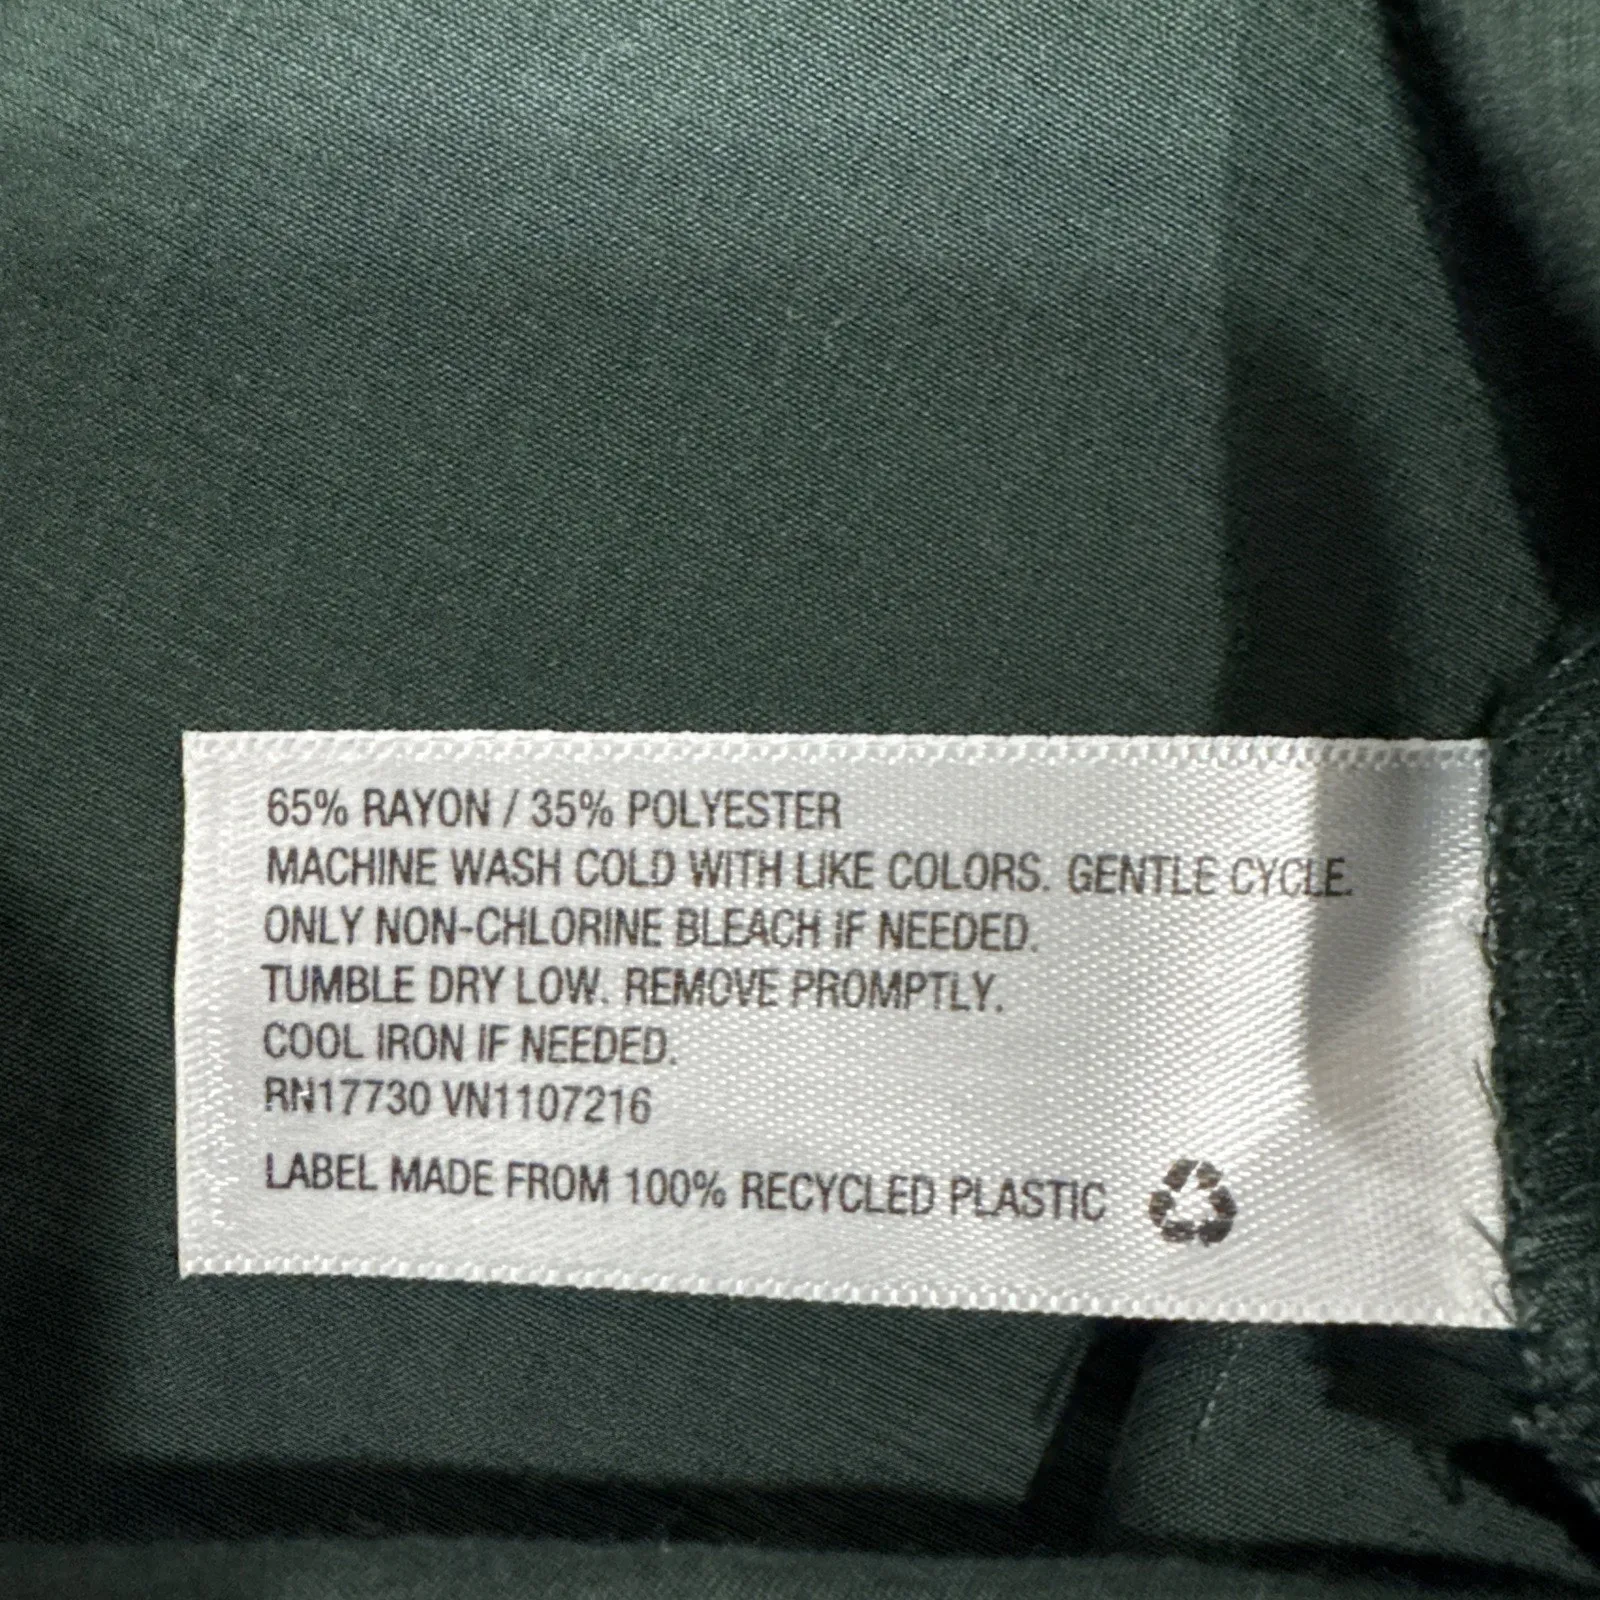 65% RAYON / 35% POLYESTER
MACHINE WASH COLD WITH LIKE COLORS. GENTLE CYCLE.
ONLY NON-CHLORINE BLEACH IF NEEDED.
TUMBLE DRY LOW. REMOVE PROMPTLY.
COOL IRON IF NEEDED.
RN17730 VN1107216
LABEL MADE FROM 100% RECYCLED PLASTIC